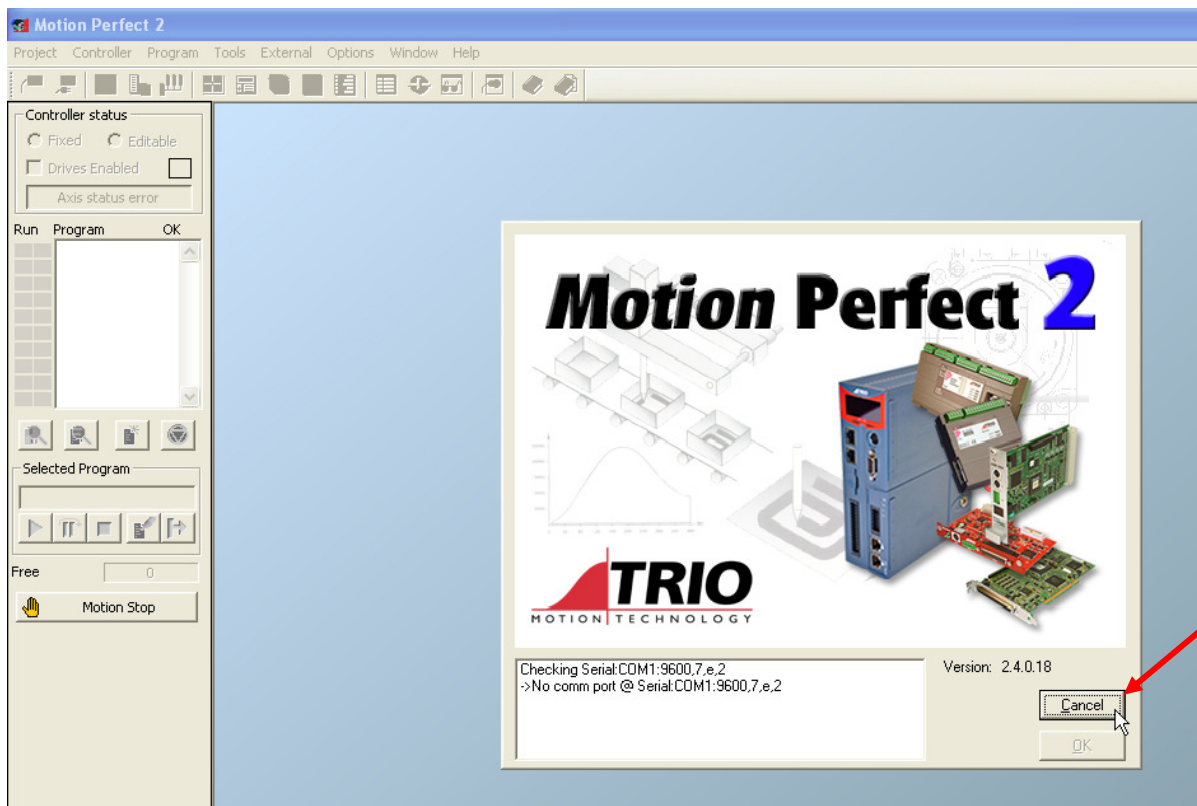 Motion Perfect 2
Project Controller Program Tools External Options Window Help
Controller status
Fixed Editable
Drives Enabled
Axis status error
Run Program OK
Selected Program
Free 0
Motion Stop
Motion Perfect 2
TRIO
MOTION TECHNOLOGY
Checking Serial:COM1:9600,7,e,2
->No comm port @ Serial:COM1:9600,7,e,2
Version: 2.4.0.18
Cancel
OK